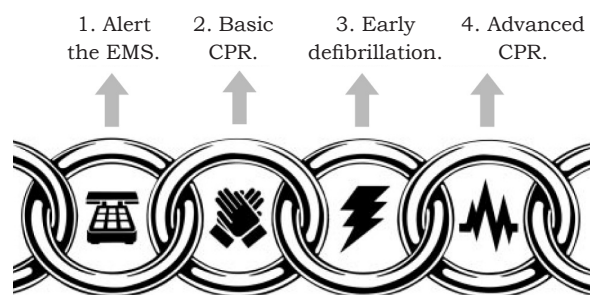 1. Alert
the EMS.
2. Basic
CPR.
3. Early
defibrillation.
4. Advanced
CPR.